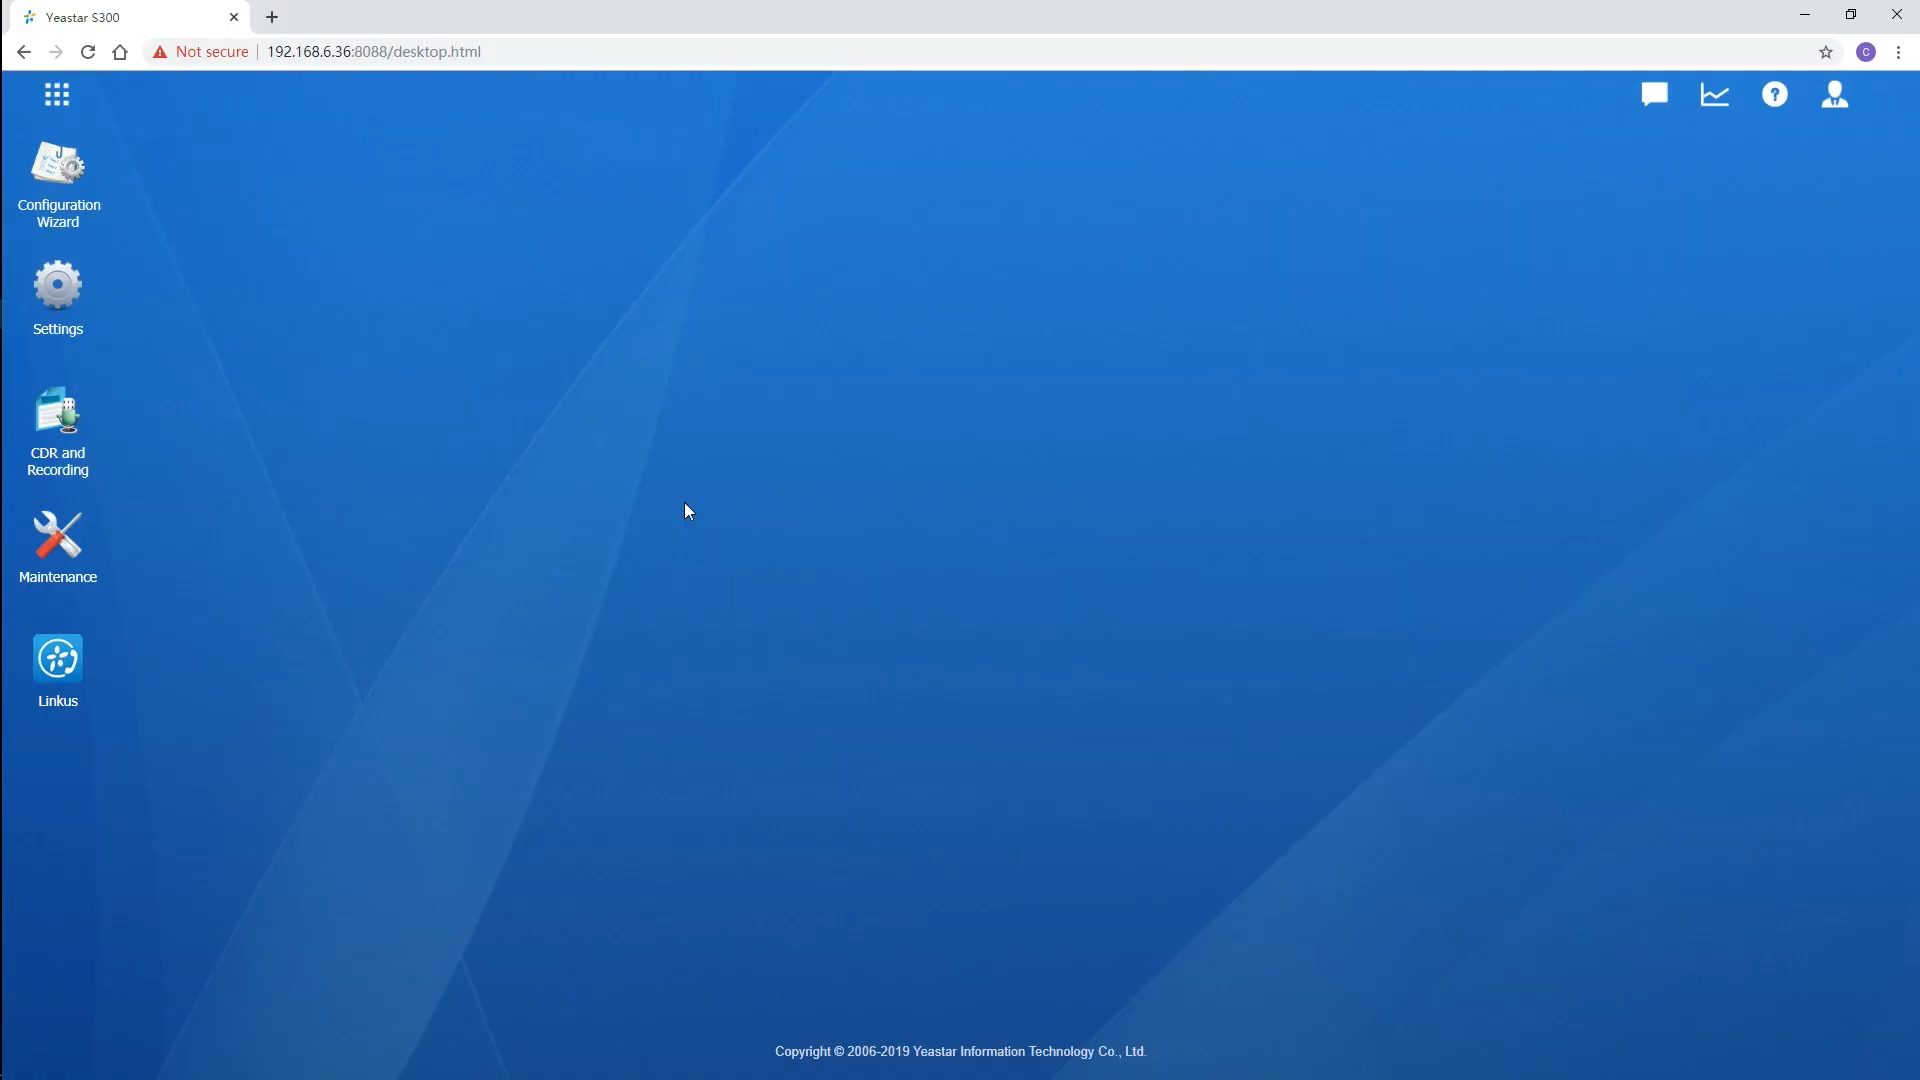 Yeastar S300
Not secure
192.168.6.36:8088/desktop.html
C
Configuration
Wizard
Settings
CDR and
Recording
Maintenance
Linkus
Copyright © 2006-2019 Yeastar Information Technology Co., Ltd.